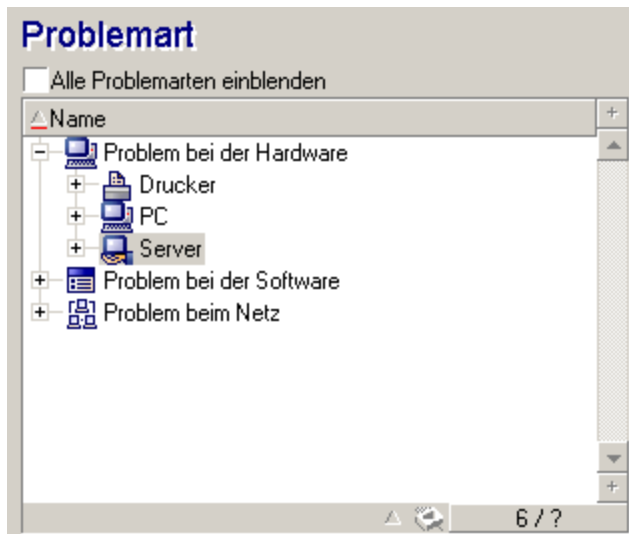 Problemart
Alle Problemarten einblenden
Name
Problem bei der Hardware
Drucker
PC
Server
Problem bei der Software
Problem beim Netz
6 / ?